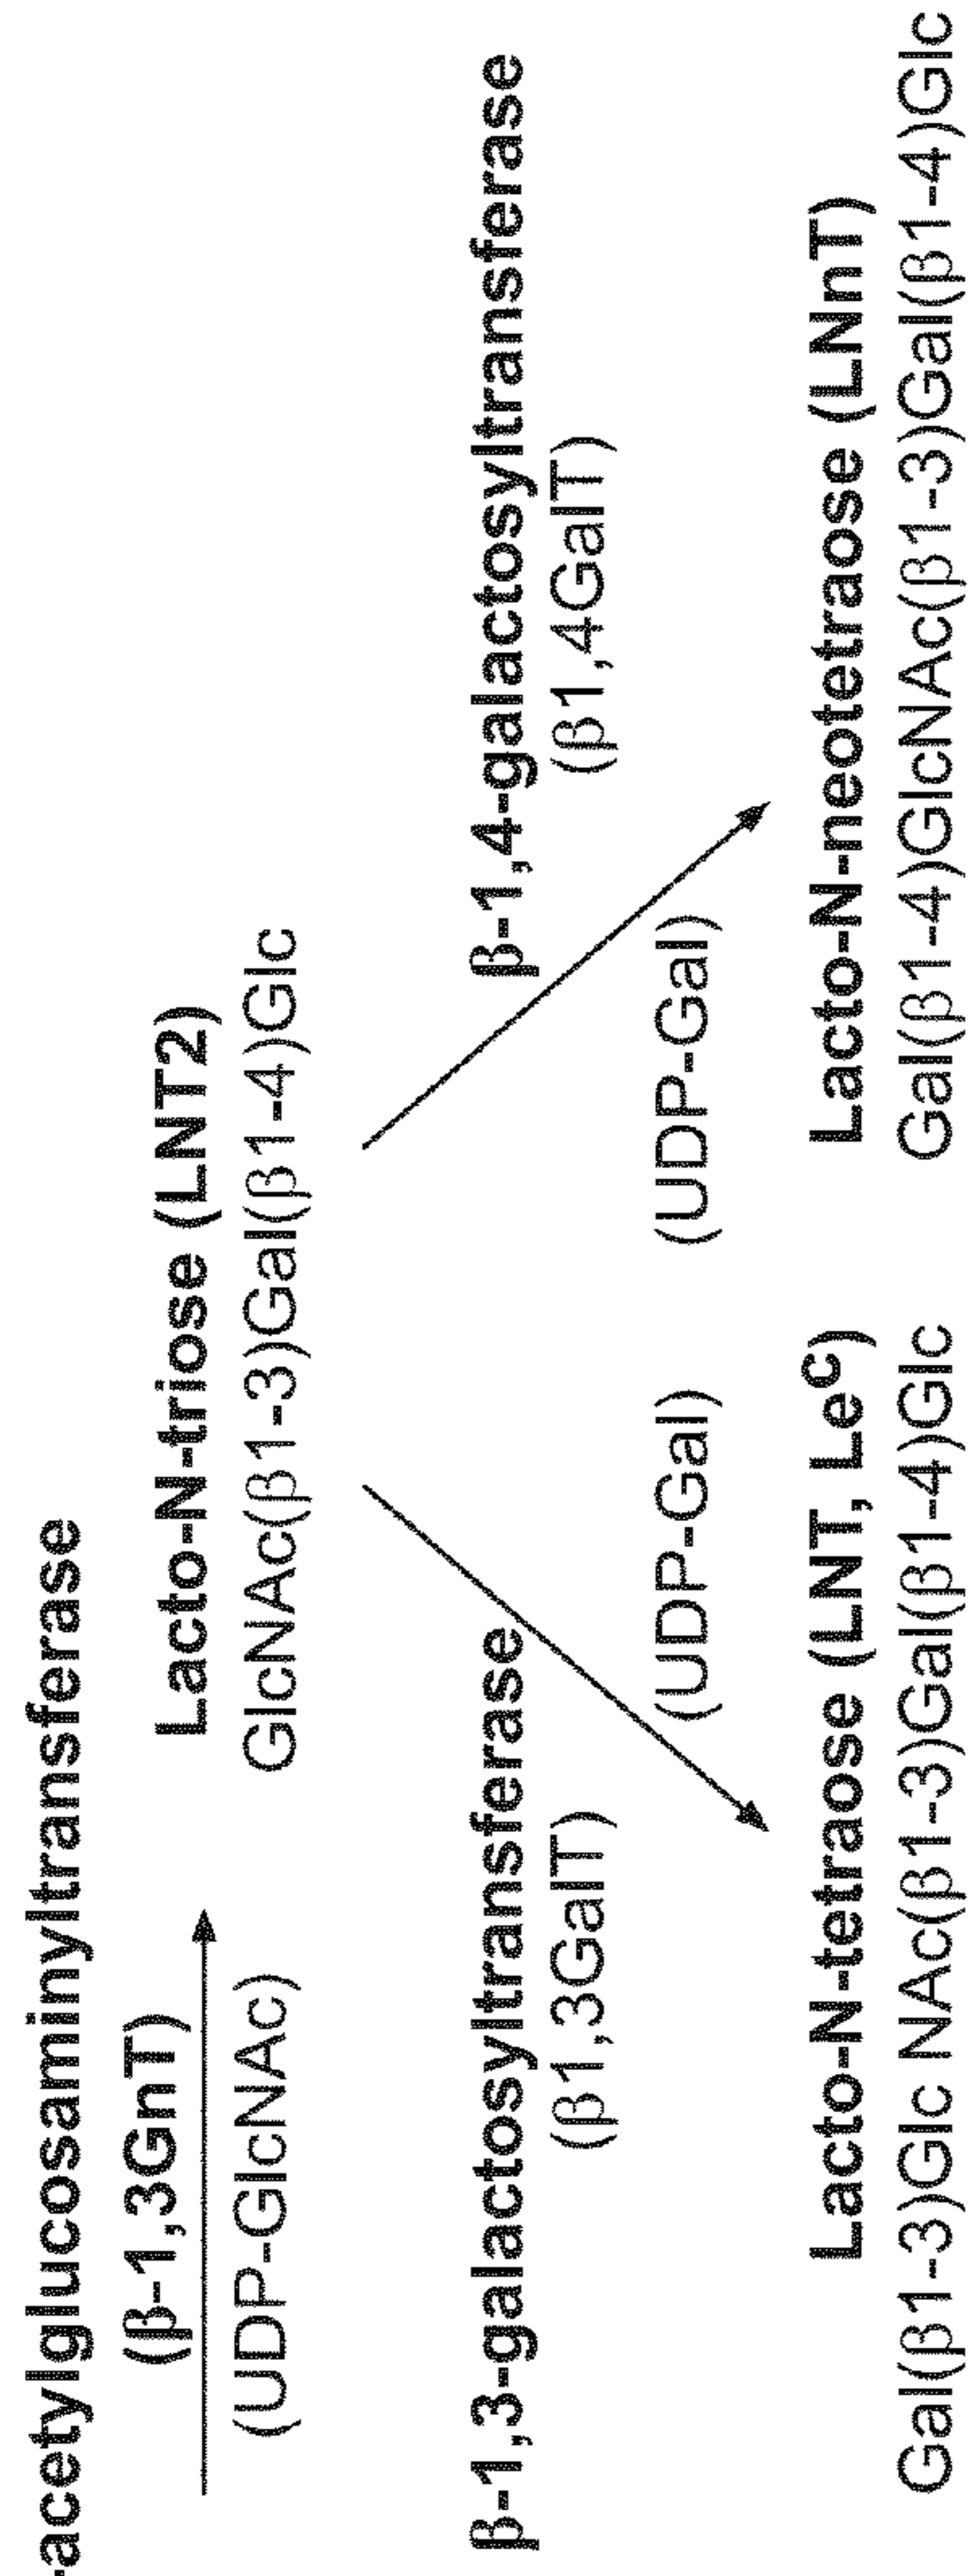 -acetylglucosaminyltransferase
(β-1,3GnT)
(UDP-GlcNAc)
Lacto-N-triose (LNT2)
GlcNAc(β1-3)Gal(β1-4)Glc
β-1,3-galactosyltransferase
(β1,3GalT)
(UDP-Gal)
β-1,4-galactosyltransferase
(β1,4GalT)
(UDP-Gal)
Lacto-N-tetraose (LNT, Leᶜ)
Gal(β1-3)Glc NAc(β1-3)Gal(β1-4)Glc
Lacto-N-neotetraose (LNnT)
Gal(β1-4)GlcNAc(β1-3)Gal(β1-4)Glc